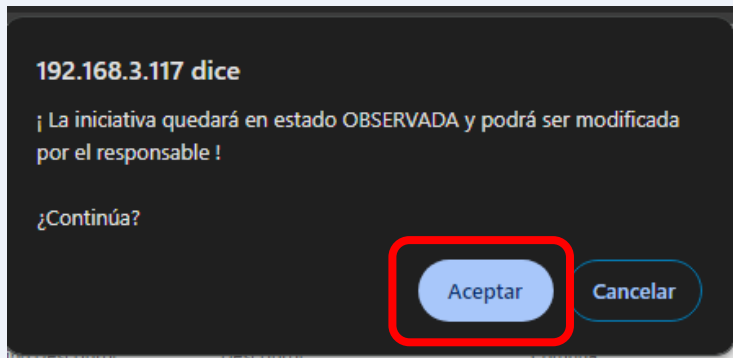 192.168.3.117 dice
¡ La iniciativa quedará en estado OBSERVADA y podrá ser modificada
por el responsable !
¿Continúa?
Aceptar
Cancelar